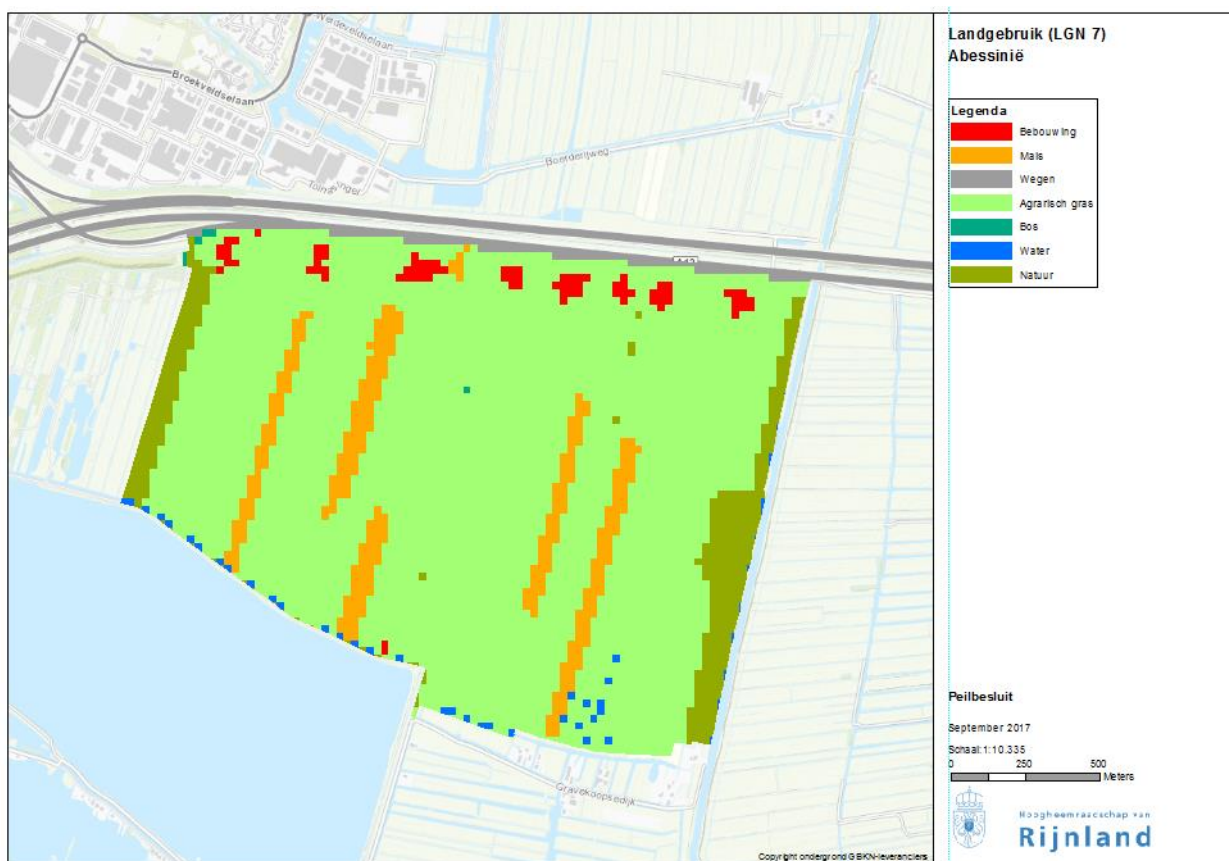 Landgebruik (LGN 7)
Abessinië
Legenda
Bebouwing
Mais
Wegen
Agrarisch gras
Bos
Water
Natuur
Broekveldselaan
Gravekoopsedijk
Peilbesluit
September 2017
Schaal:1:10.335
0 250 500
Meters
Hoogheemraadschap van
Rijnland
Copyright ondergrond GBKN-leveranciers